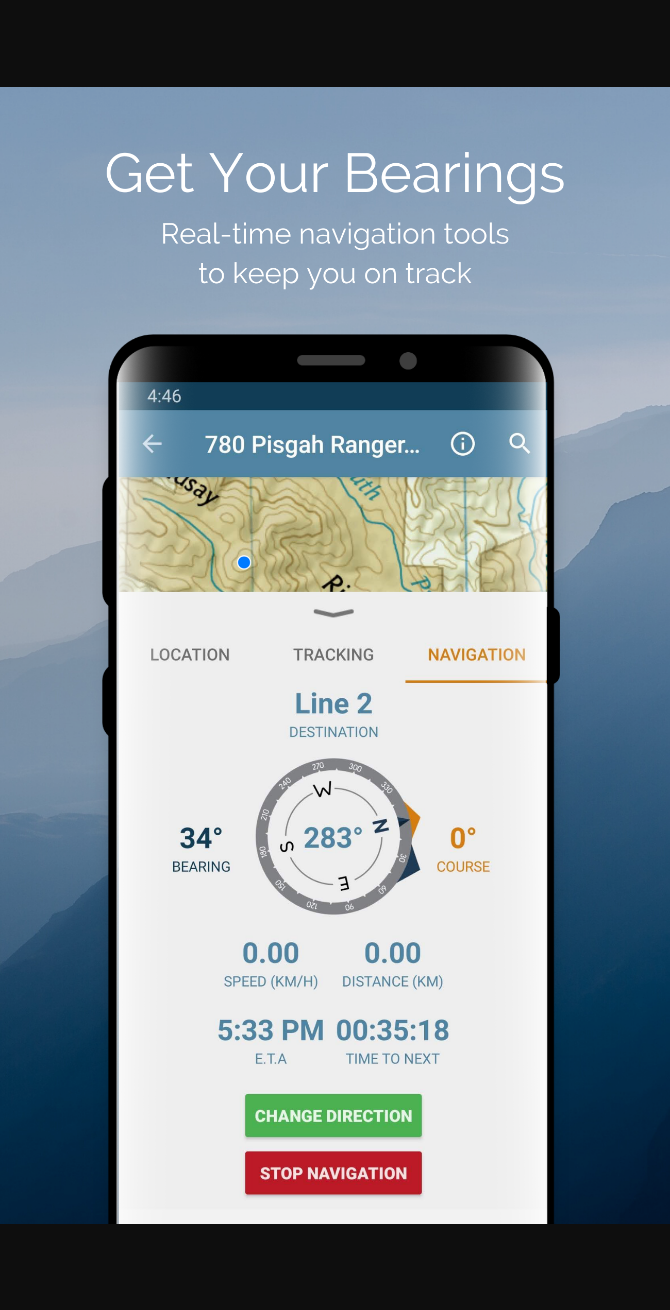 Get Your Bearings
Real-time navigation tools
to keep you on track
4:46
780 Pisgah Ranger...
LOCATION
TRACKING
NAVIGATION
Line 2
DESTINATION
270
300
240
330
W
210
N
34°
283°
0°
BEARING
S
COURSE
180
30
E
150
60
120
90
0.00
0.00
SPEED (KM/H)
DISTANCE (KM)
5:33 PM
00:35:18
E.T.A
TIME TO NEXT
CHANGE DIRECTION
STOP NAVIGATION